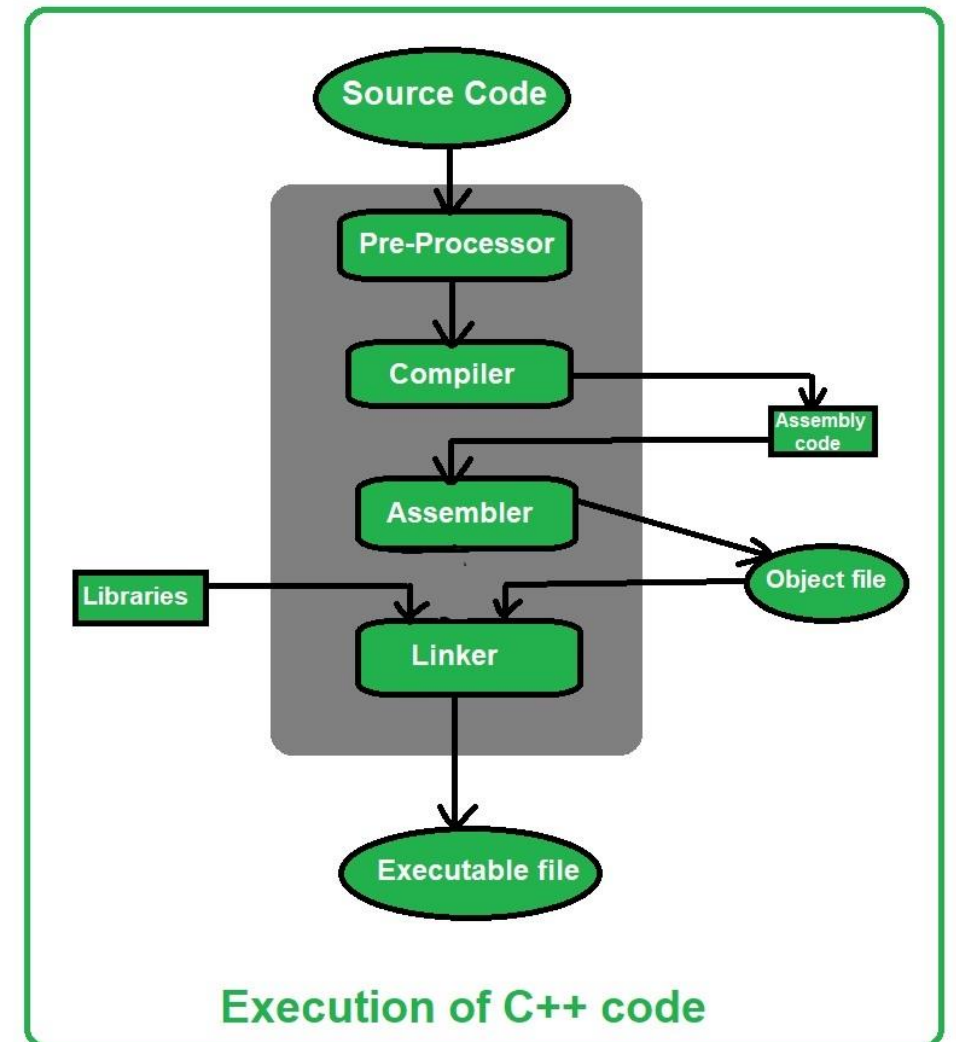 Source Code
Pre-Processor
Compiler
Assembly
code
Assembler
Object file
Libraries
Linker
Executable file
Execution of C++ code